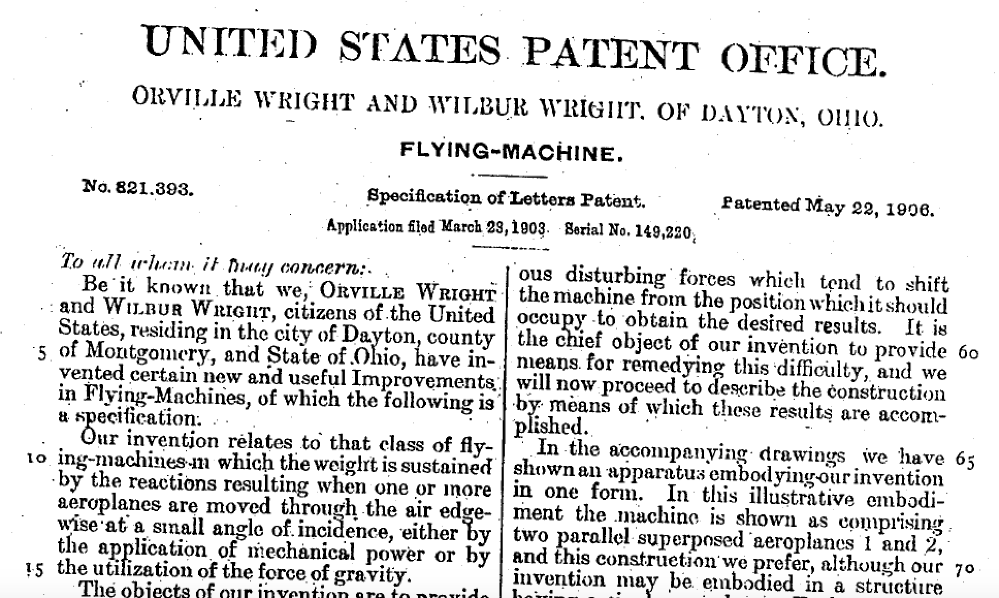 UNITED STATES PATENT OFFICE.
ORVILLE WRIGHT AND WILBUR WRIGHT, OF DAYTON, OHIO.
FLYING-MACHINE.
No. 821,393.
Specification of Letters Patent.
Patented May 22, 1906.
Application filed March 23, 1903. Serial No. 149,220.
To all whom it may concern:
Be it known that we, ORVILLE WRIGHT
and WILBUR WRIGHT, citizens of the United
States, residing in the city of Dayton, county
5 of Montgomery, and State of Ohio, have in-
vented certain new and useful Improvements
in Flying-Machines, of which the following is
a specification.
Our invention relates to that class of fly-
10 ing-machines in which the weight is sustained
by the reactions resulting when one or more
aeroplanes are moved through the air edge-
wise at a small angle of incidence, either by
the application of mechanical power or by
15 the utilization of the force of gravity.
The objects of our invention are to provide
ous disturbing forces which tend to shift
the machine from the position which it should
occupy to obtain the desired results. It is
the chief object of our invention to provide 60
means for remedying this difficulty, and we
will now proceed to describe the construction
by means of which these results are accom-
plished.
In the accompanying drawings we have 65
shown an apparatus embodying our invention
in one form. In this illustrative embodi-
ment the machine is shown as comprising
two parallel superposed aeroplanes 1 and 2,
and this construction we prefer, although our 70
invention may be embodied in a structure